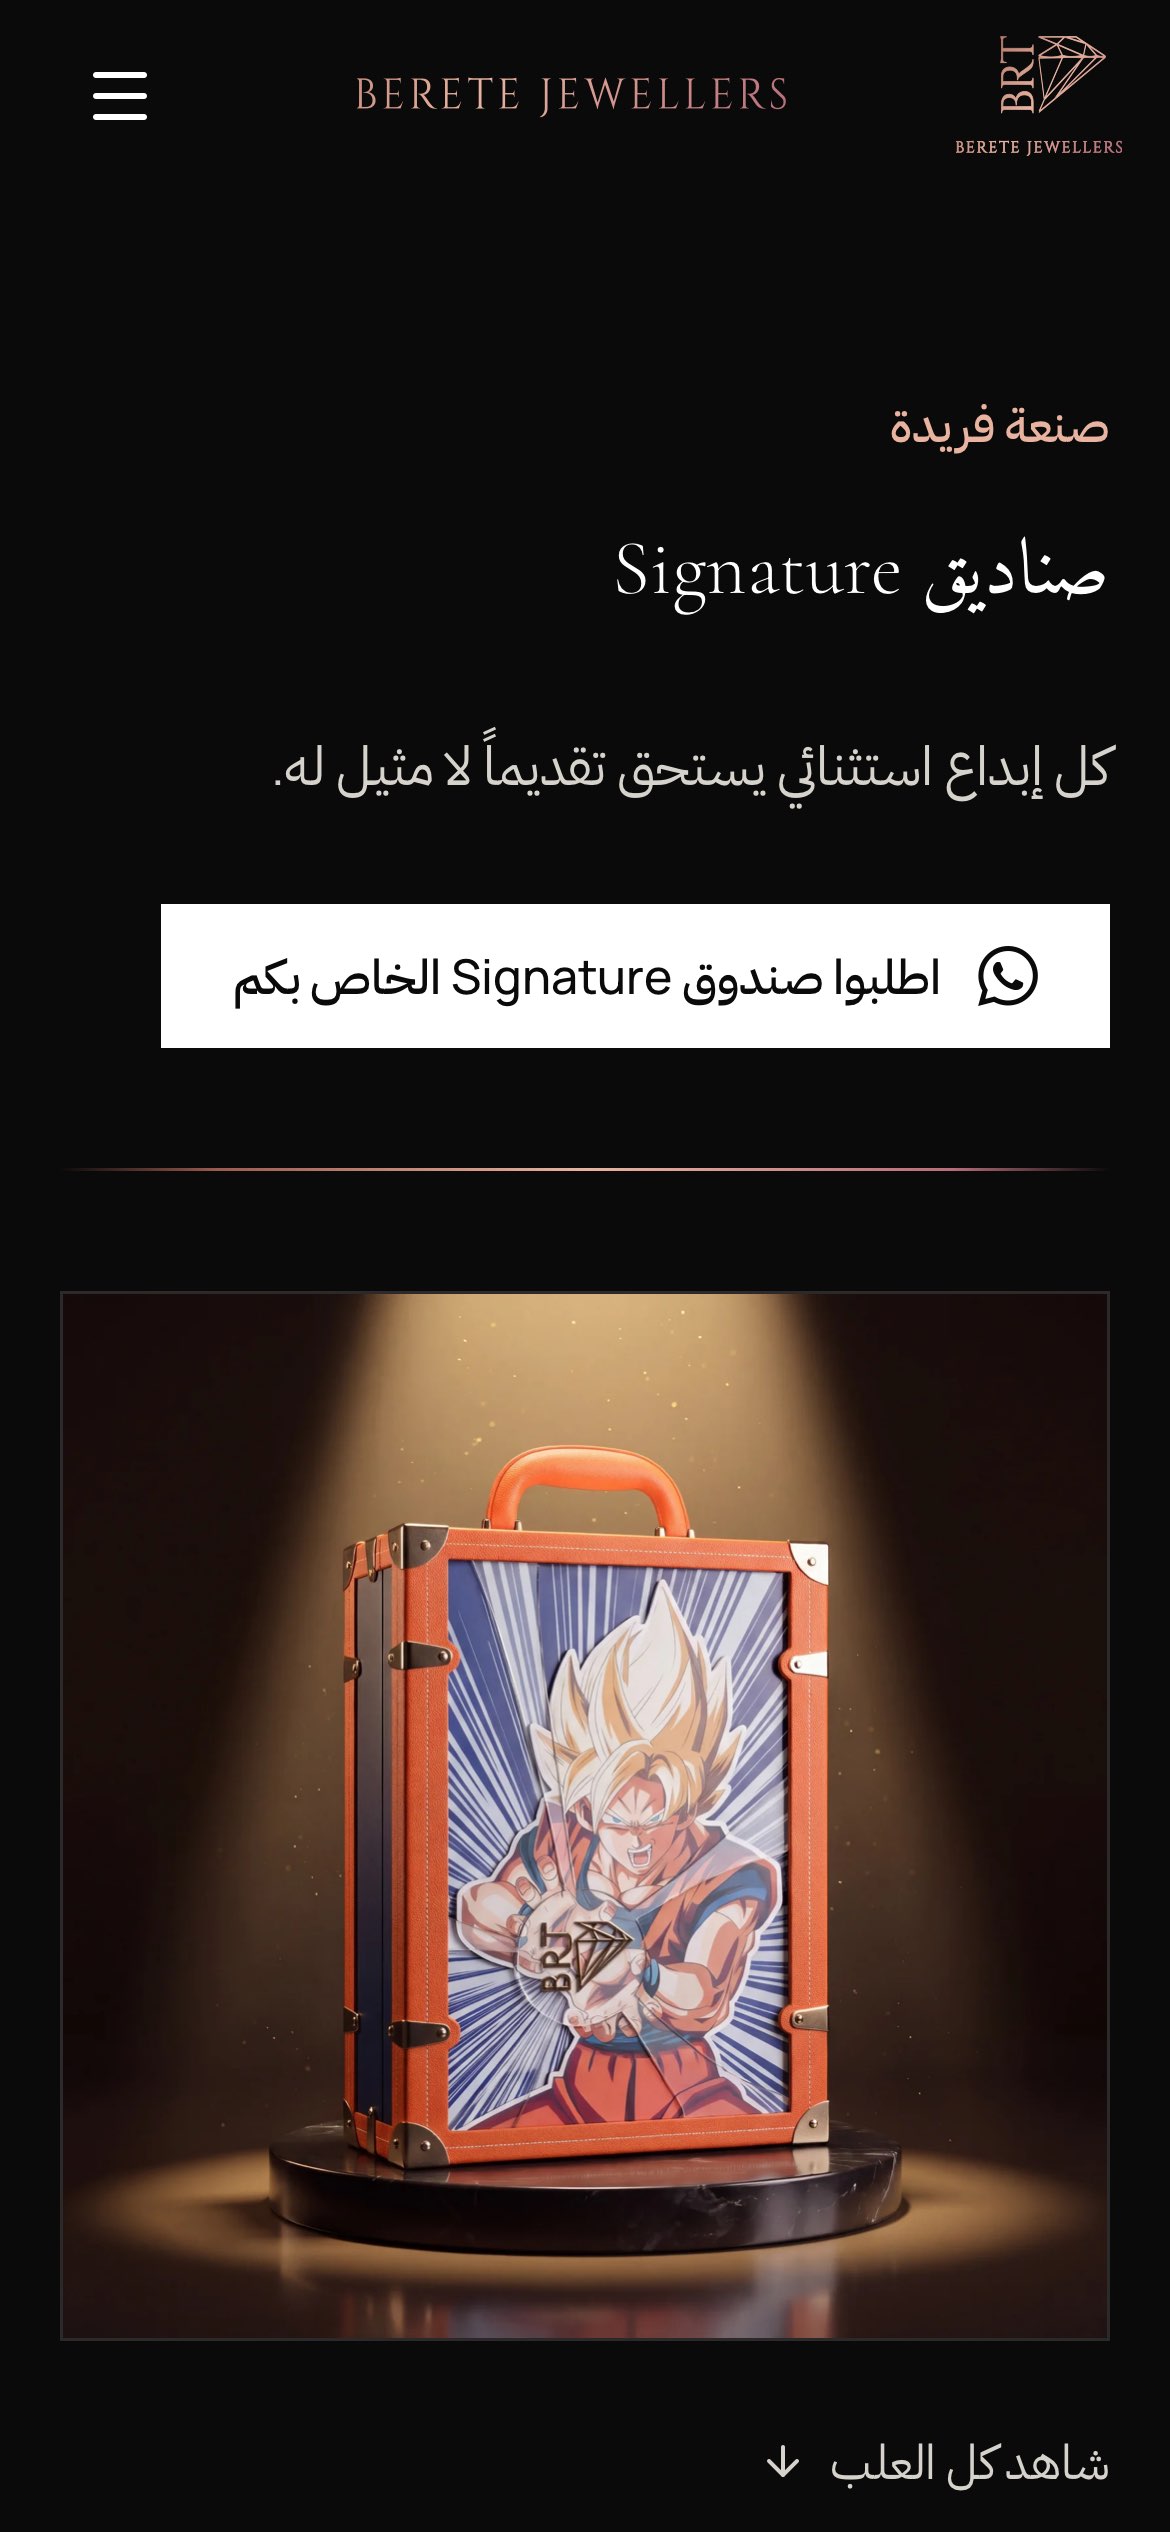 BERETE JEWELLERS
BRT
BERETE JEWELLERS
صنعة فريدة
صناديق Signature
كل إبداع استثنائي يستحق تقديماً لا مثيل له.
اطلبوا صندوق Signature الخاص بكم
BRT
شاهد كل العلب